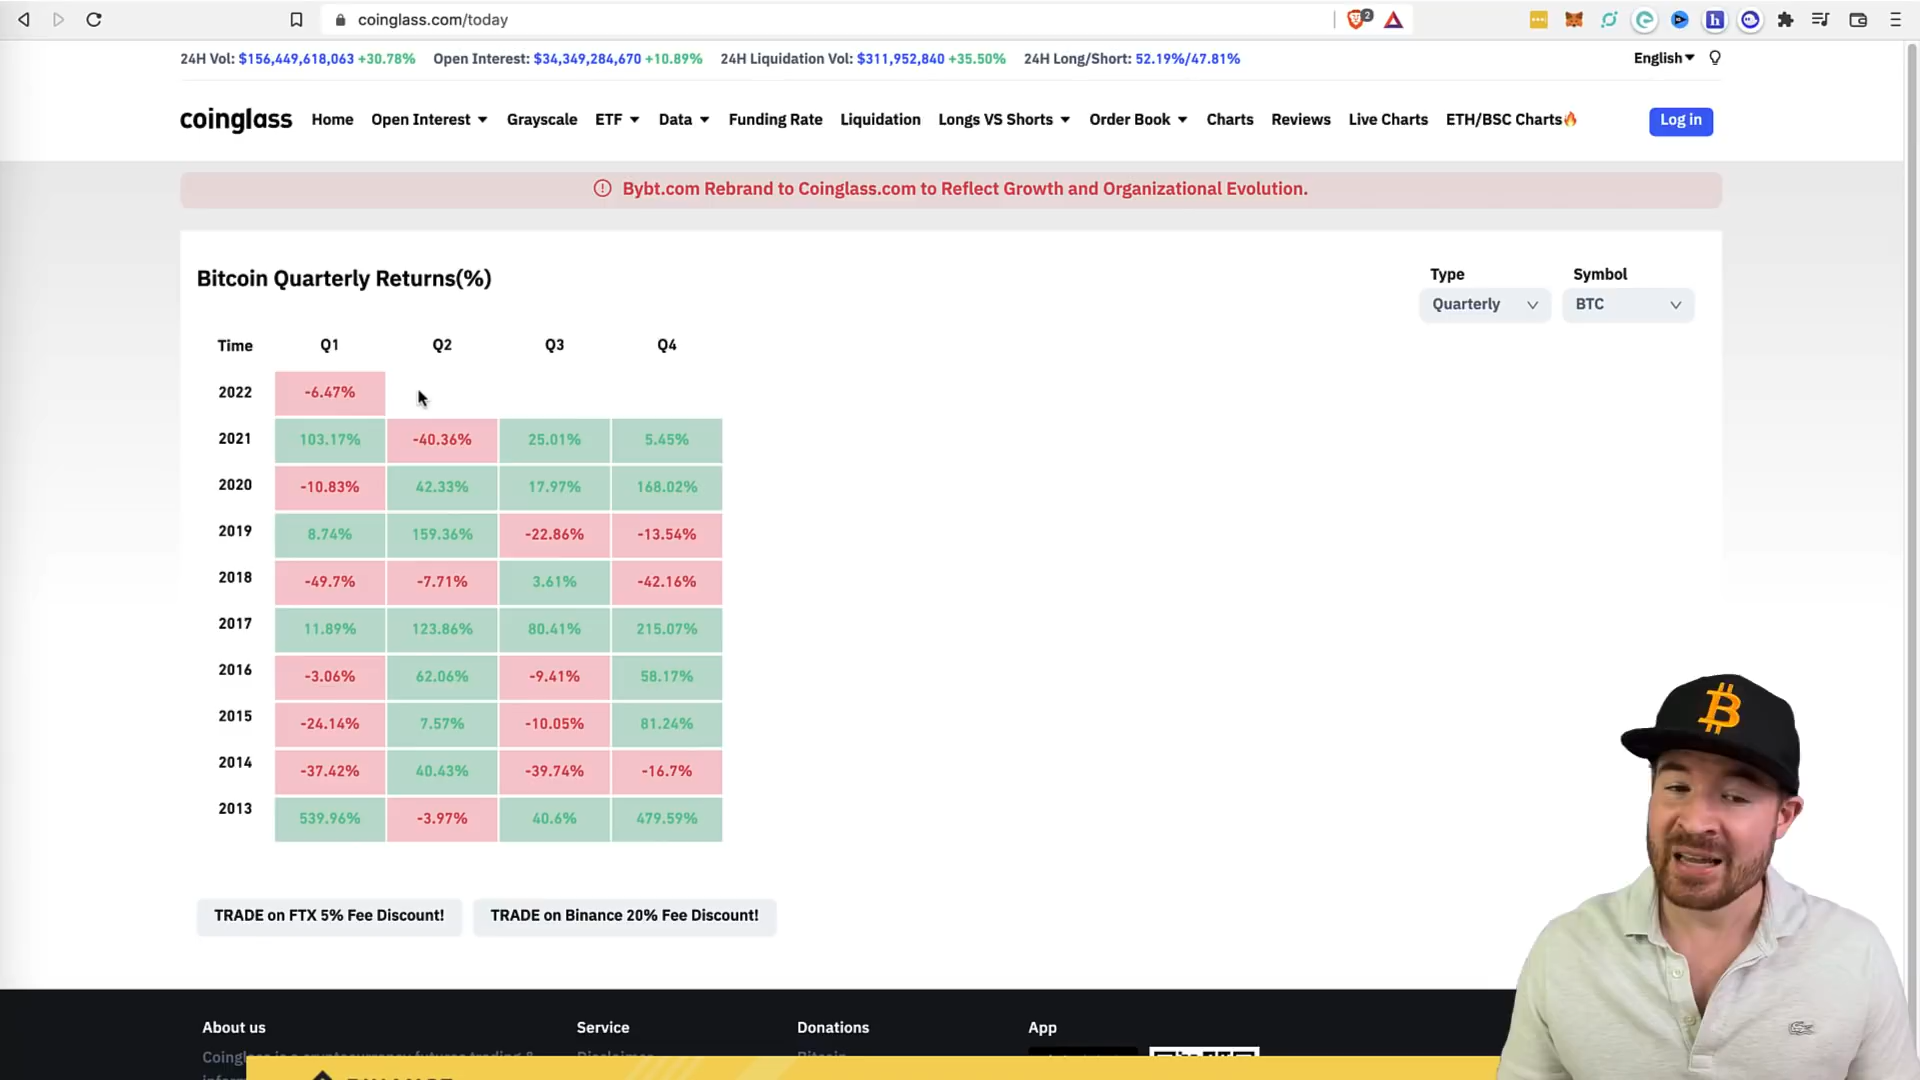 coinglass.com/today
2
24H Vol: $156,449,618,063 +30.78% Open Interest: $34,349,284,670 +10.89% 24H Liquidation Vol: $311,952,840 +35.50% 24H Long/Short: 52.19%/47.81% English
coinglass Home Open Interest Grayscale ETF Data Funding Rate Liquidation Longs VS Shorts Order Book Charts Reviews Live Charts ETH/BSC Charts🔥 Log in
Bybt.com Rebrand to Coinglass.com to Reflect Growth and Organizational Evolution.
Bitcoin Quarterly Returns(%)
Type Symbol
Quarterly BTC
Time Q1 Q2 Q3 Q4
2022 -6.47%
2021 103.17% -40.36% 25.01% 5.45%
2020 -10.83% 42.33% 17.97% 168.02%
2019 8.74% 159.36% -22.86% -13.54%
2018 -49.7% -7.71% 3.61% -42.16%
2017 11.89% 123.86% 80.41% 215.07%
2016 -3.06% 62.06% -9.41% 58.17%
2015 -24.14% 7.57% -10.05% 81.24%
2014 -37.42% 40.43% -39.74% -16.7%
2013 539.96% -3.97% 40.6% 479.59%
TRADE on FTX 5% Fee Discount! TRADE on Binance 20% Fee Discount!
About us Service Donations App
Coinglass is a cryptocurrency futures trading & Disclaimer Bitcoin